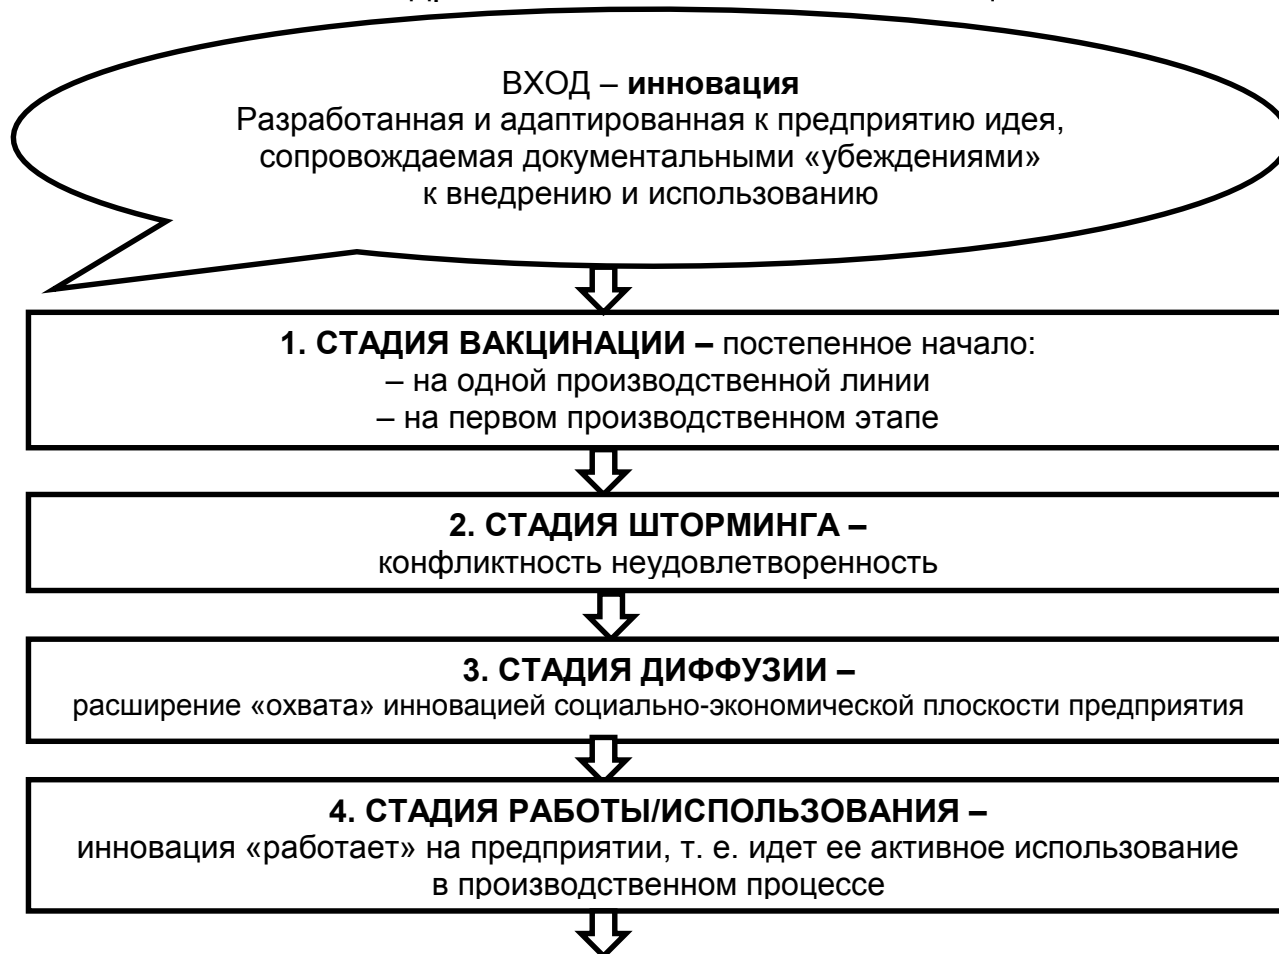 ВХОД – инновация
Разработанная и адаптированная к предприятию идея,
сопровождаемая документальными «убеждениями»
к внедрению и использованию
1. СТАДИЯ ВАКЦИНАЦИИ – постепенное начало:
– на одной производственной линии
– на первом производственном этапе
2. СТАДИЯ ШТОРМИНГА –
конфликтность неудовлетворенность
3. СТАДИЯ ДИФФУЗИИ –
расширение «охвата» инновацией социально-экономической плоскости предприятия
4. СТАДИЯ РАБОТЫ/ИСПОЛЬЗОВАНИЯ –
инновация «работает» на предприятии, т. е. идет ее активное использование
в производственном процессе